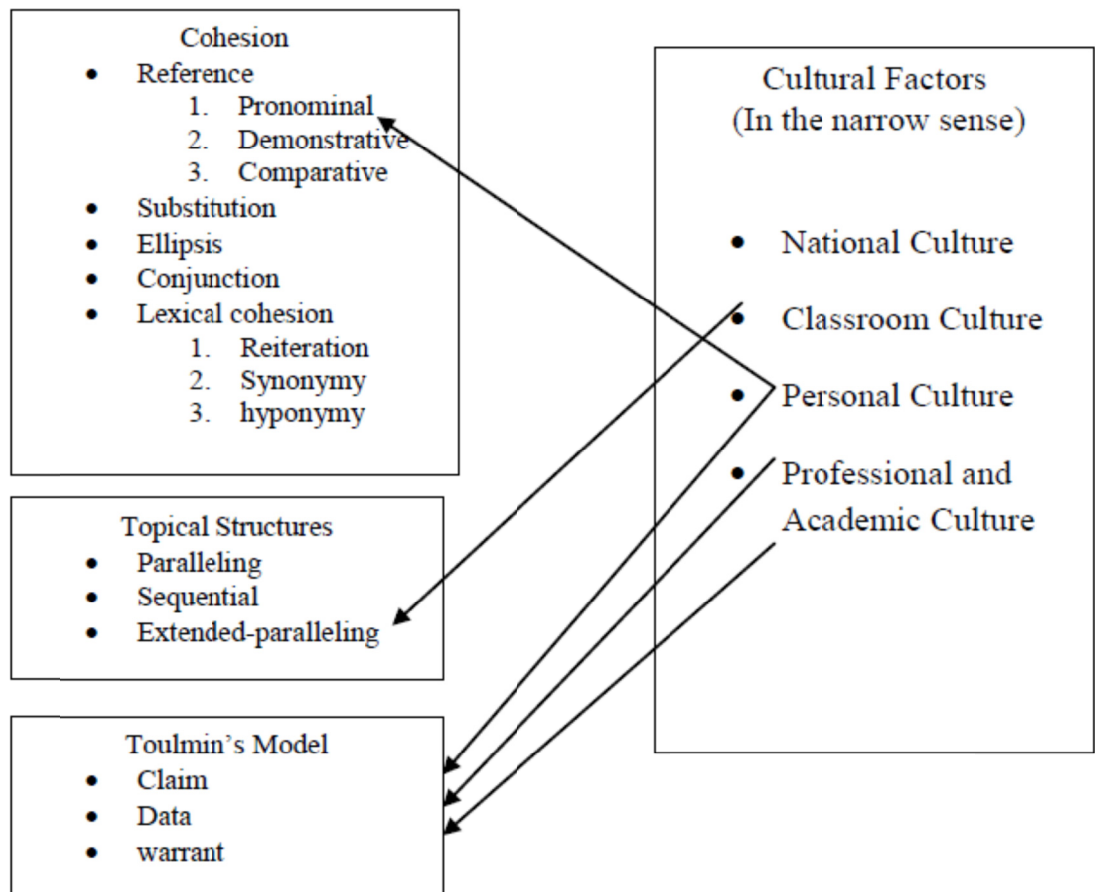 Cohesion
• Reference
1. Pronominal
2. Demonstrative
3. Comparative
• Substitution
• Ellipsis
• Conjunction
• Lexical cohesion
1. Reiteration
2. Synonymy
3. hyponymy
Topical Structures
• Paralleling
• Sequential
• Extended-paralleling
Toulmin’s Model
• Claim
• Data
• warrant
Cultural Factors
(In the narrow sense)
• National Culture
• Classroom Culture
• Personal Culture
• Professional and
Academic Culture